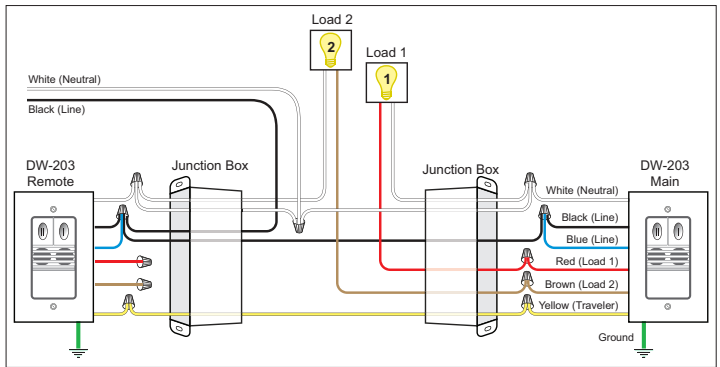 Load 2
2
Load 1
1
White (Neutral)
Black (Line)
DW-203
Remote
Junction Box
Junction Box
DW-203
Main
White (Neutral)
Black (Line)
Blue (Line)
Red (Load 1)
Brown (Load 2)
Yellow (Traveler)
Ground